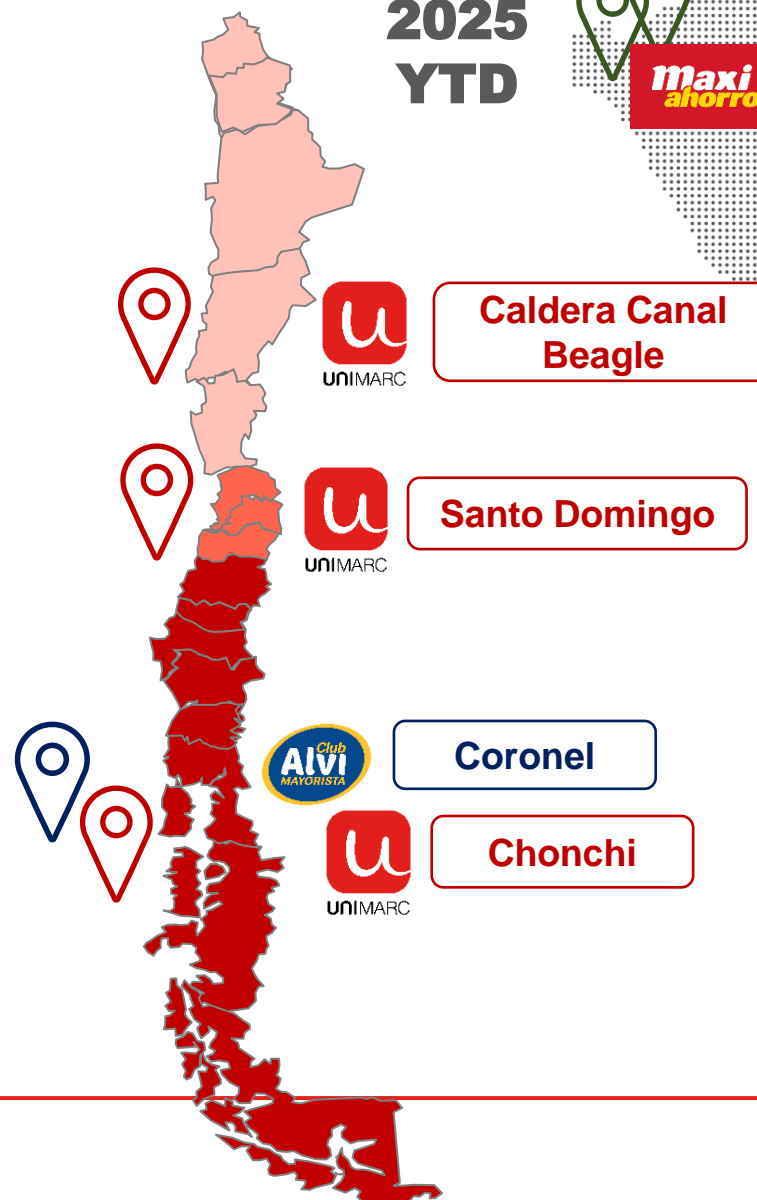 2025
YTD
Maxi
ahorro
UNIMARC
Caldera Canal
Beagle
UNIMARC
Santo Domingo
Club
Alvi
MAYORISTA
Coronel
UNIMARC
Chonchi